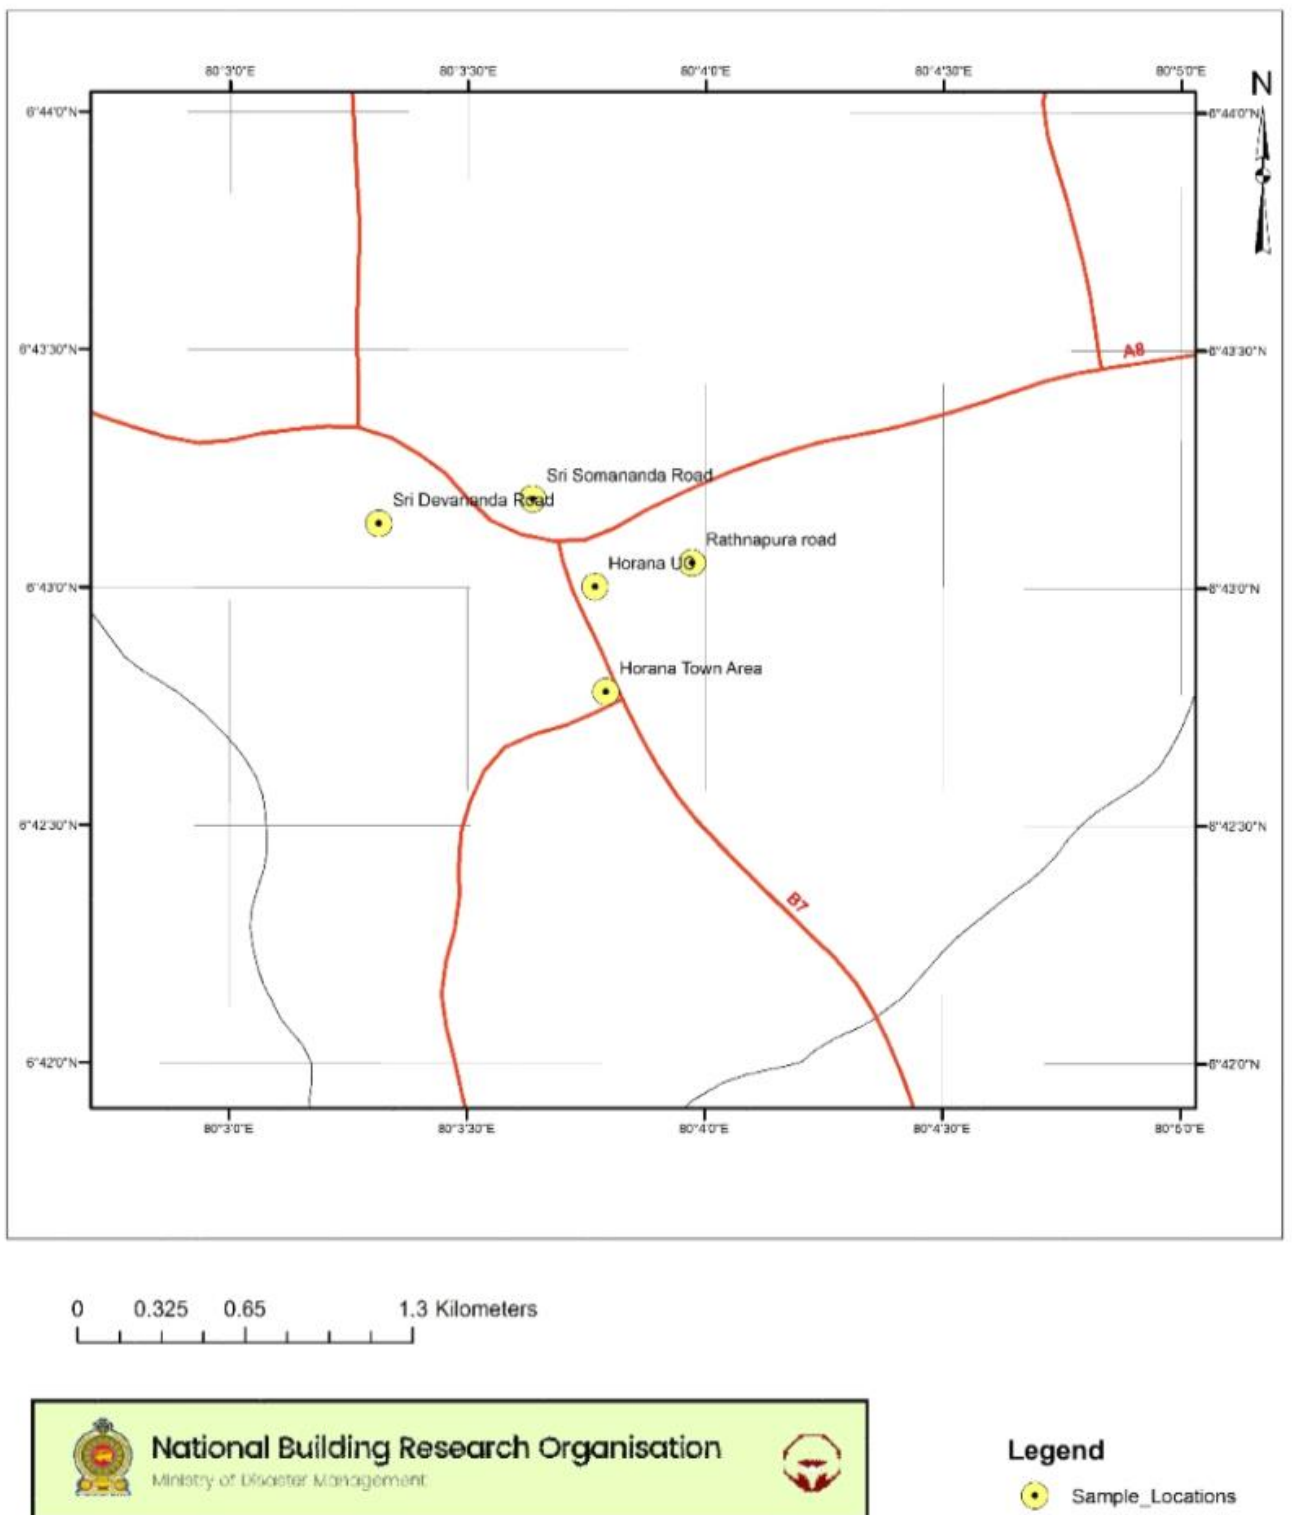 80°3'0"E 80°3'30"E 80°4'0"E 80°4'30"E 80°5'0"E
N
6°44'0"N 6°44'0"N
6°43'30"N 6°43'30"N
A8
Sri Somananda Road
Sri Devananda Road
Rathnapura road
Horana UC
6°43'0"N 6°43'0"N
Horana Town Area
6°42'30"N 6°42'30"N
B7
6°42'0"N 6°42'0"N
80°3'0"E 80°3'30"E 80°4'0"E 80°4'30"E 80°5'0"E
0 0.325 0.65 1.3 Kilometers
National Building Research Organisation
Ministry of Disaster Management
Legend
Sample_Locations